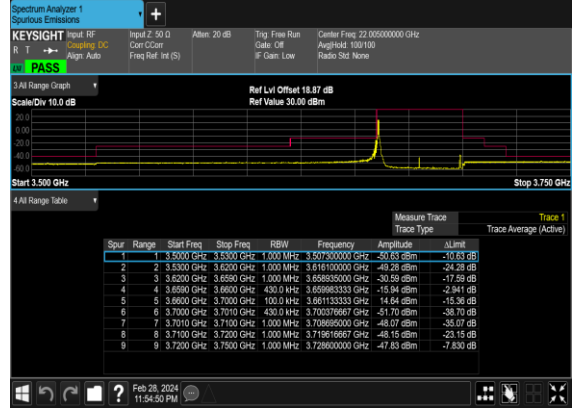 Spectrum Analyzer 1
Spurious Emissions
+
KEYSIGHT Input: RF Input Z: 50 Ω Atten: 20 dB Trig: Free Run Center Freq: 22.005000000 GHz
R T Coupling: DC Corr CCorr Gate: Off Avg|Hold: 100/100
Align: Auto Freq Ref: Int (S) IF Gain: Low Radio Std: None
PASS
3 All Range Graph
Ref Lvl Offset 18.87 dB
Scale/Div 10.0 dB Ref Value 30.00 dBm
20.0
0.00
-20.0
-40.0
-60.0
Start 3.500 GHz Stop 3.750 GHz
4 All Range Table
Measure Trace Trace 1
Trace Type Trace Average (Active)
Spur Range Start Freq Stop Freq RBW Frequency Amplitude ΔLimit
1 1 3.5000 GHz 3.5300 GHz 1.000 MHz 3.507300000 GHz -50.63 dBm -10.63 dB
2 2 3.5300 GHz 3.6200 GHz 1.000 MHz 3.616100000 GHz -49.28 dBm -24.28 dB
3 3 3.6200 GHz 3.6590 GHz 1.000 MHz 3.658935000 GHz -30.59 dBm -17.59 dB
4 4 3.6590 GHz 3.6600 GHz 430.0 kHz 3.659983333 GHz -15.94 dBm -2.941 dB
5 5 3.6600 GHz 3.7000 GHz 100.0 kHz 3.661133333 GHz 14.64 dBm -15.36 dB
6 6 3.7000 GHz 3.7010 GHz 430.0 kHz 3.700376667 GHz -51.70 dBm -38.70 dB
7 7 3.7010 GHz 3.7100 GHz 1.000 MHz 3.708695000 GHz -48.07 dBm -35.07 dB
8 8 3.7100 GHz 3.7200 GHz 1.000 MHz 3.719616667 GHz -48.15 dBm -23.15 dB
9 9 3.7200 GHz 3.7500 GHz 1.000 MHz 3.728600000 GHz -47.83 dBm -7.830 dB
? Feb 28, 2024
11:54:50 PM